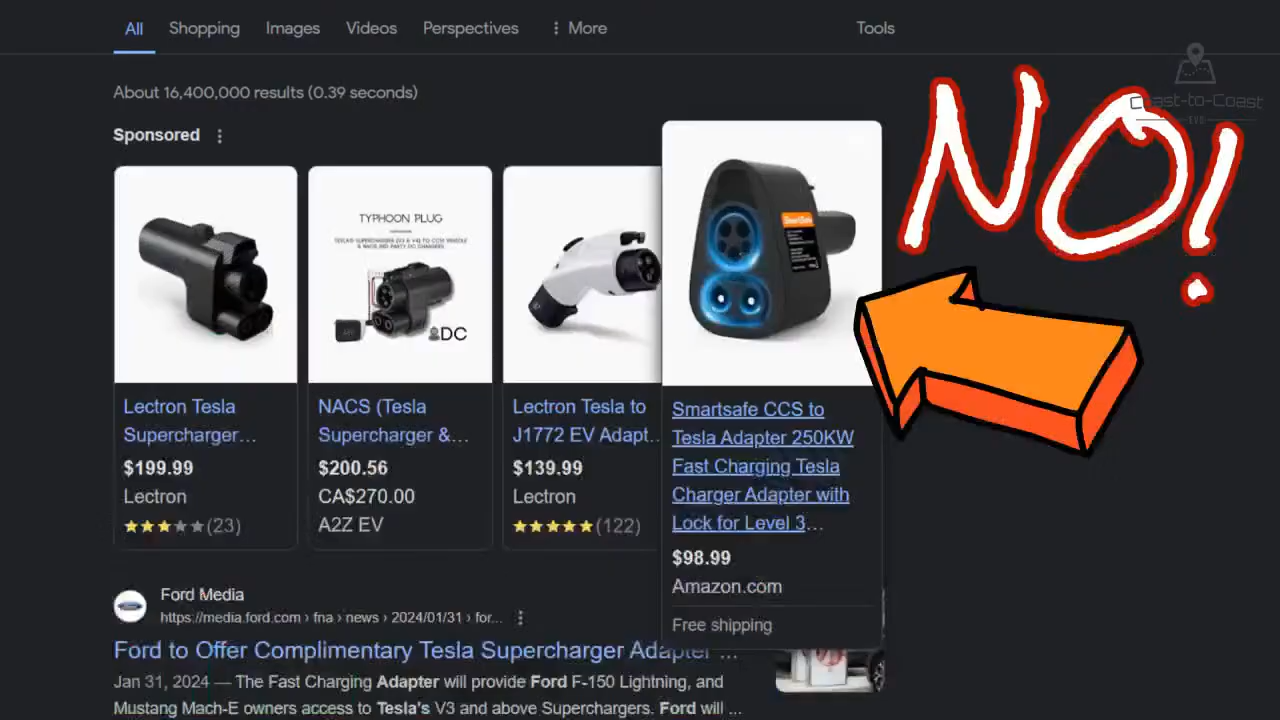 All Shopping Images Videos Perspectives More Tools
About 16,400,000 results (0.39 seconds)
Sponsored
NO!
Coast-to-Coast
EVs
TYPHOON PLUG
DC
SmartSafe
Lectron Tesla
Supercharger...
$199.99
Lectron
(23)
NACS (Tesla
Supercharger &...
$200.56
CA$270.00
A2Z EV
Lectron Tesla to
J1772 EV Adapt...
$139.99
Lectron
(122)
Smartsafe CCS to
Tesla Adapter 250KW
Fast Charging Tesla
Charger Adapter with
Lock for Level 3...
$98.99
Amazon.com
Free shipping
Ford Media
https://media.ford.com › fna › news › 2024/01/31 › for...
Ford to Offer Complimentary Tesla Supercharger Adapter ...
Jan 31, 2024 — The Fast Charging Adapter will provide Ford F-150 Lightning, and
Mustang Mach-E owners access to Tesla's V3 and above Superchargers. Ford will ...